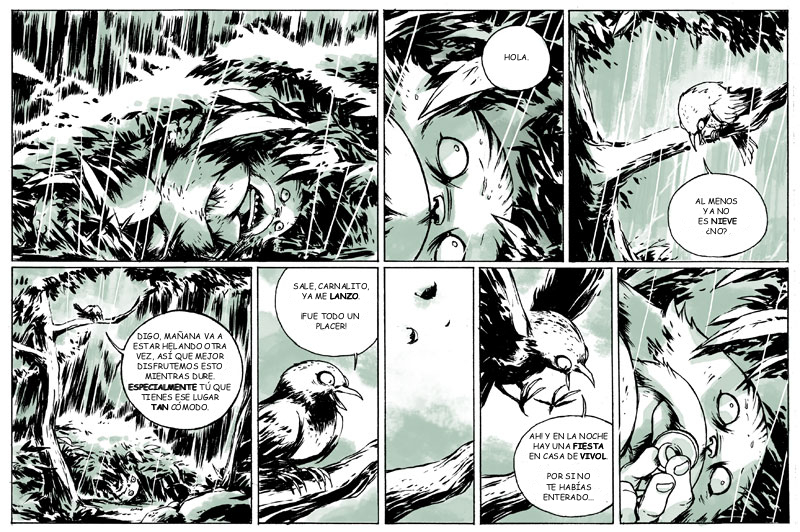 HOLA.
AL MENOS
YA NO
ES NIEVE
¿NO?
DIGO, MAÑANA VA A
ESTAR HELANDO OTRA
VEZ, ASÍ QUE MEJOR
DISFRUTEMOS ESTO
MIENTRAS DURE.
ESPECIALMENTE TÚ QUE
TIENES ESE LUGAR
TAN CÓMODO.
SALE, CARNALITO,
YA ME LANZO.
¡FUE TODO UN
PLACER!
AH! Y EN LA NOCHE
HAY UNA FIESTA
EN CASA DE VIVOL.
POR SI NO
TE HABÍAS
ENTERADO...